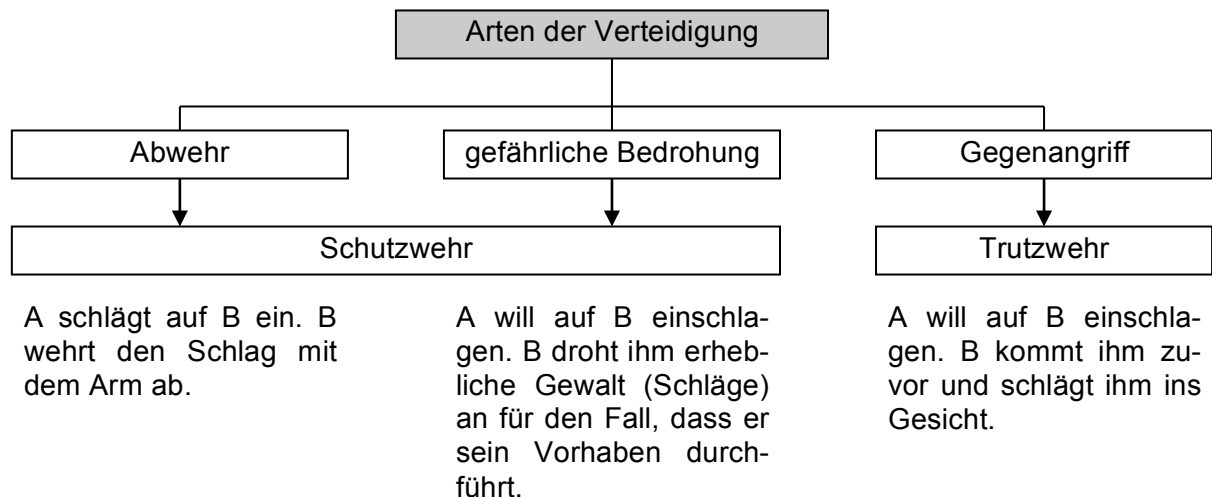 Arten der Verteidigung
Abwehr
gefährliche Bedrohung
Gegenangriff
Schutzwehr
Trutzwehr
A schlägt auf B ein. B
wehrt den Schlag mit
dem Arm ab.
A will auf B einschla-
gen. B droht ihm erheb-
liche Gewalt (Schläge)
an für den Fall, dass er
sein Vorhaben durch-
führt.
A will auf B einschla-
gen. B kommt ihm zu-
vor und schlägt ihm ins
Gesicht.